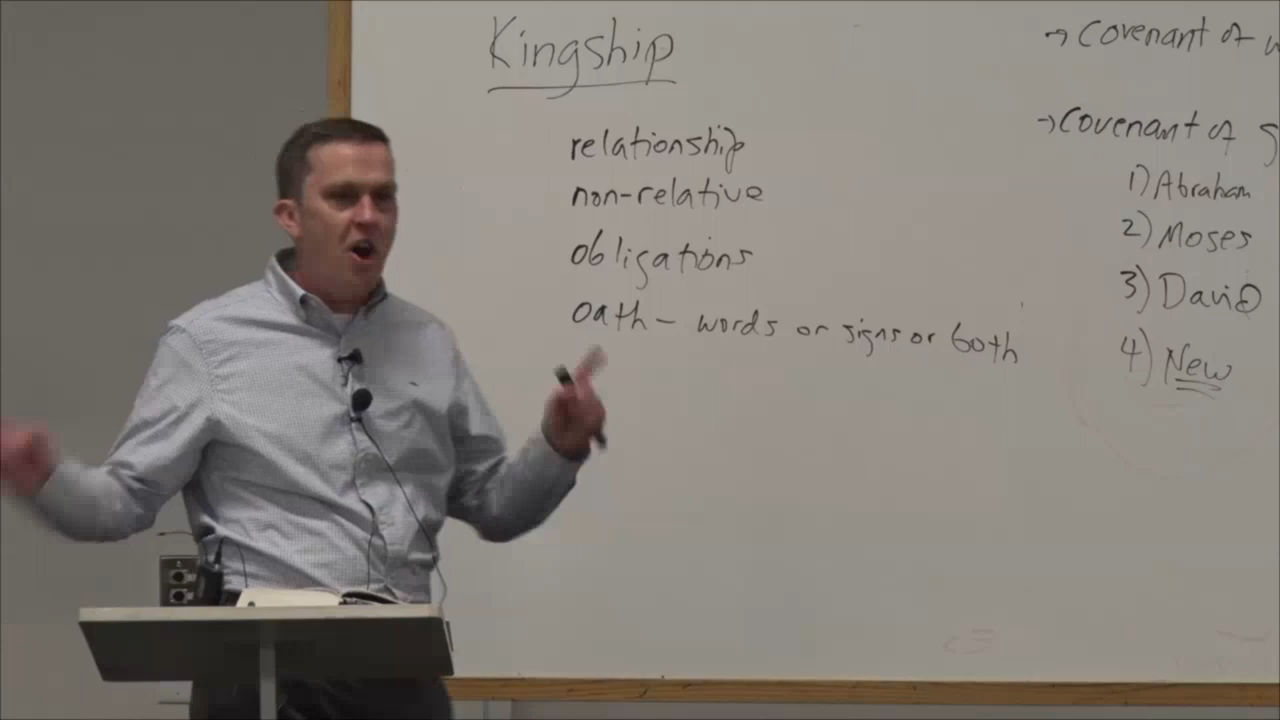 Kingship
relationship
non-relative
obligations
oath – words or signs or both
→ Covenant of
→ Covenant of
1) Abraham
2) Moses
3) David
4) New